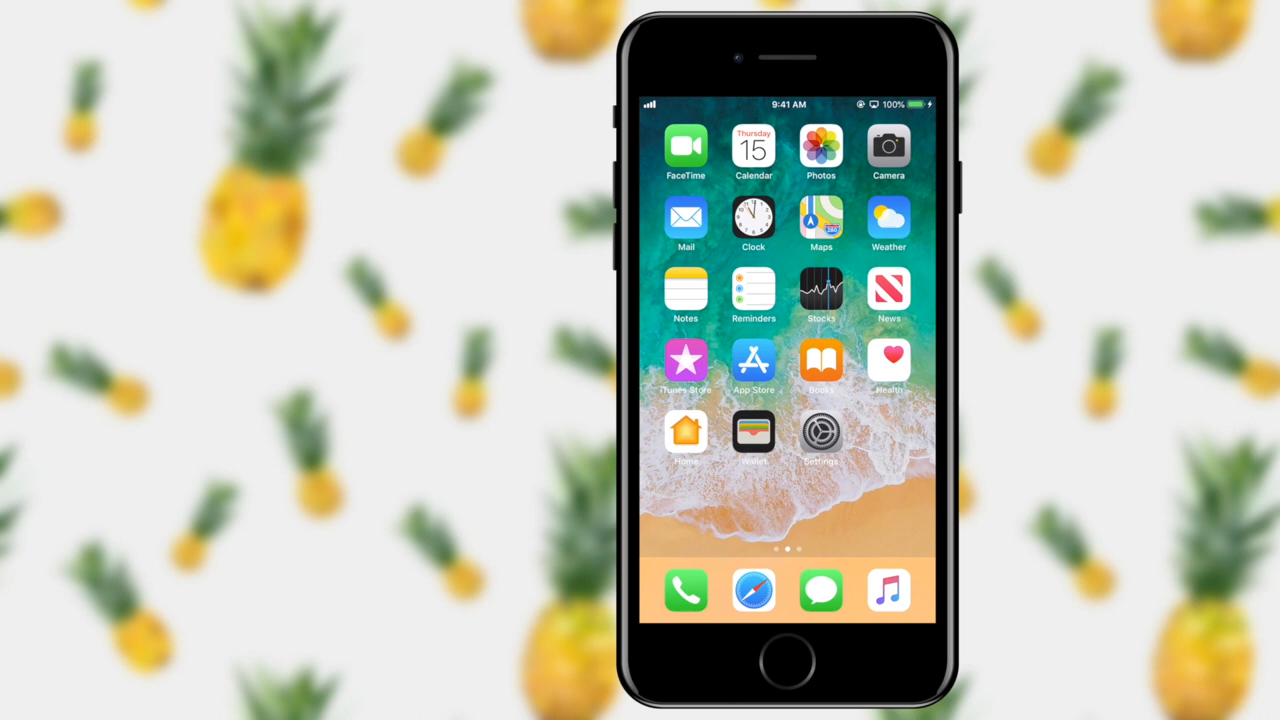 9:41 AM 100%
Thursday
15
FaceTime Calendar Photos Camera
280
Mail Clock Maps Weather
Notes Reminders Stocks News
iTunes Store App Store Books Health
Home Wallet Settings